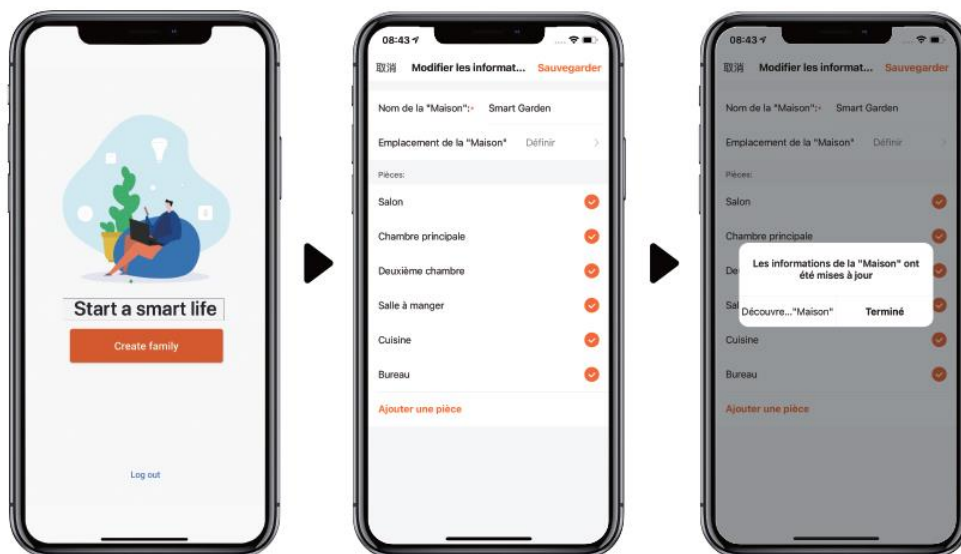 Start a smart life
Create family
Log out
08:43
取消 Modifier les informat... Sauvegarder
Nom de la "Maison":* Smart Garden
Emplacement de la "Maison" Définir
Pièces:
Salon
Chambre principale
Deuxième chambre
Salle à manger
Cuisine
Bureau
Ajouter une pièce
08:43
取消 Modifier les informat... Sauvegarder
Nom de la "Maison":* Smart Garden
Emplacement de la "Maison" Définir
Pièces:
Salon
Chambre principale
Les informations de la "Maison" ont
été mises à jour
Découvre..."Maison" Terminé
Cuisine
Bureau
Ajouter une pièce